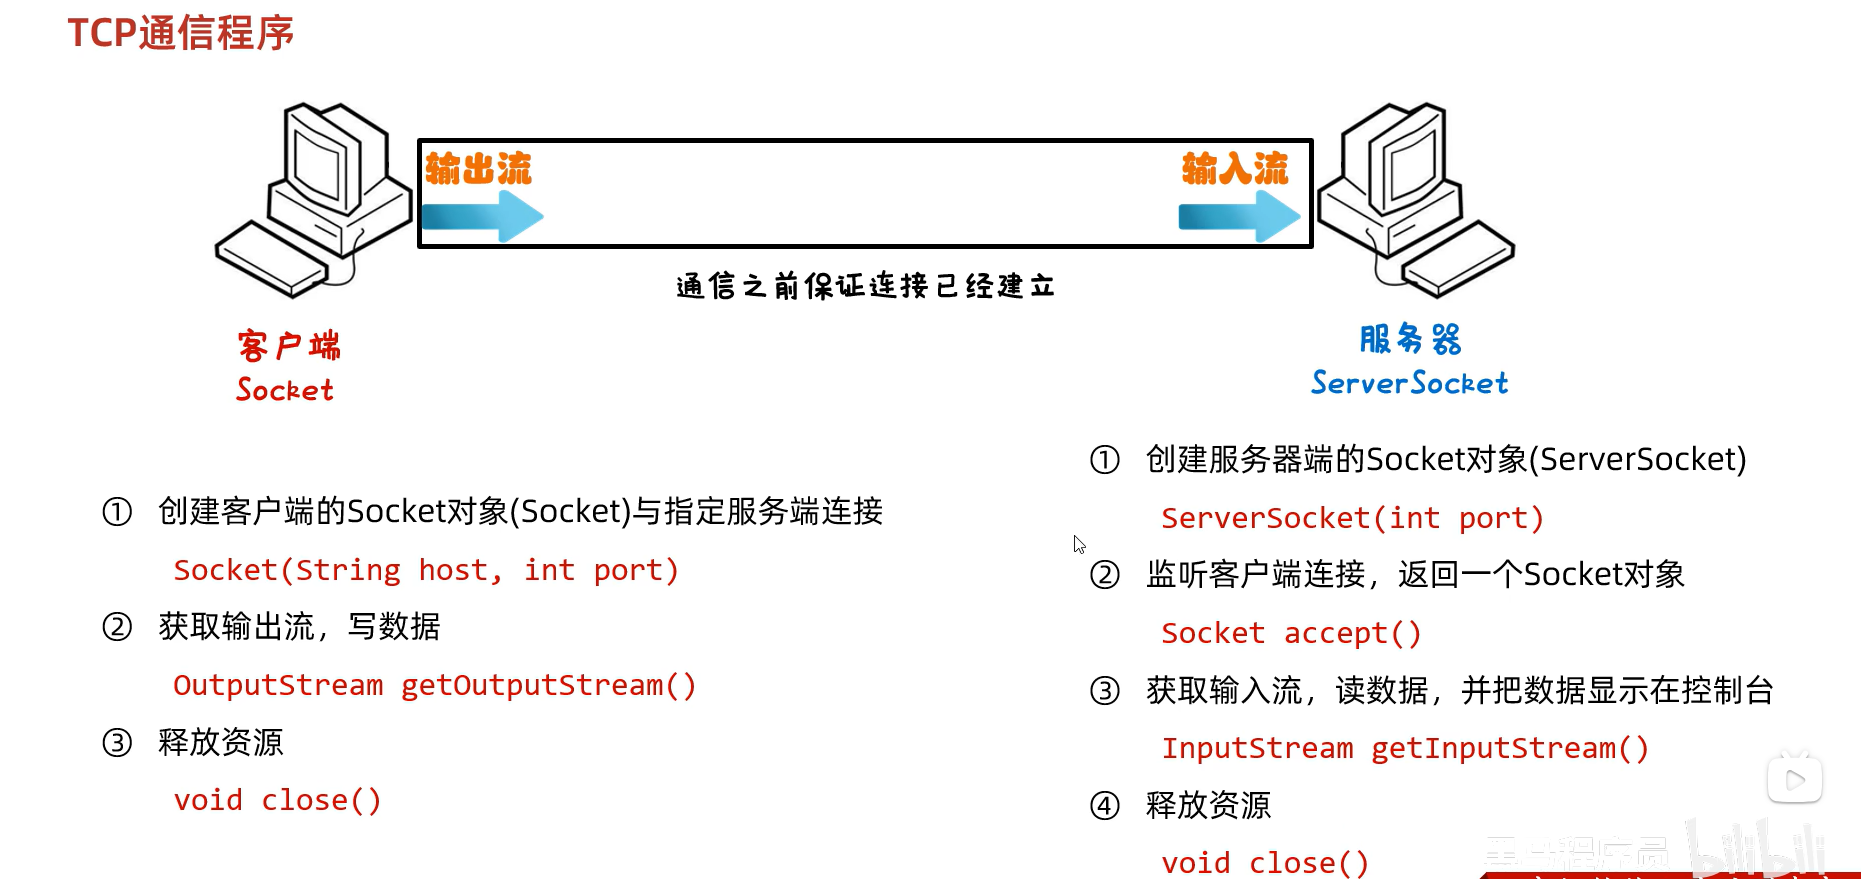 TCP通信程序
输出流
输入流
通信之前保证连接已经建立
客户端
Socket
服务器
ServerSocket
① 创建客户端的Socket对象(Socket)与指定服务端连接
Socket(String host, int port)
② 获取输出流，写数据
OutputStream getOutputStream()
③ 释放资源
void close()
① 创建服务器端的Socket对象(ServerSocket)
ServerSocket(int port)
② 监听客户端连接，返回一个Socket对象
Socket accept()
③ 获取输入流，读数据，并把数据显示在控制台
InputStream getInputStream()
④ 释放资源
void close()
黑马程序员
bilibili